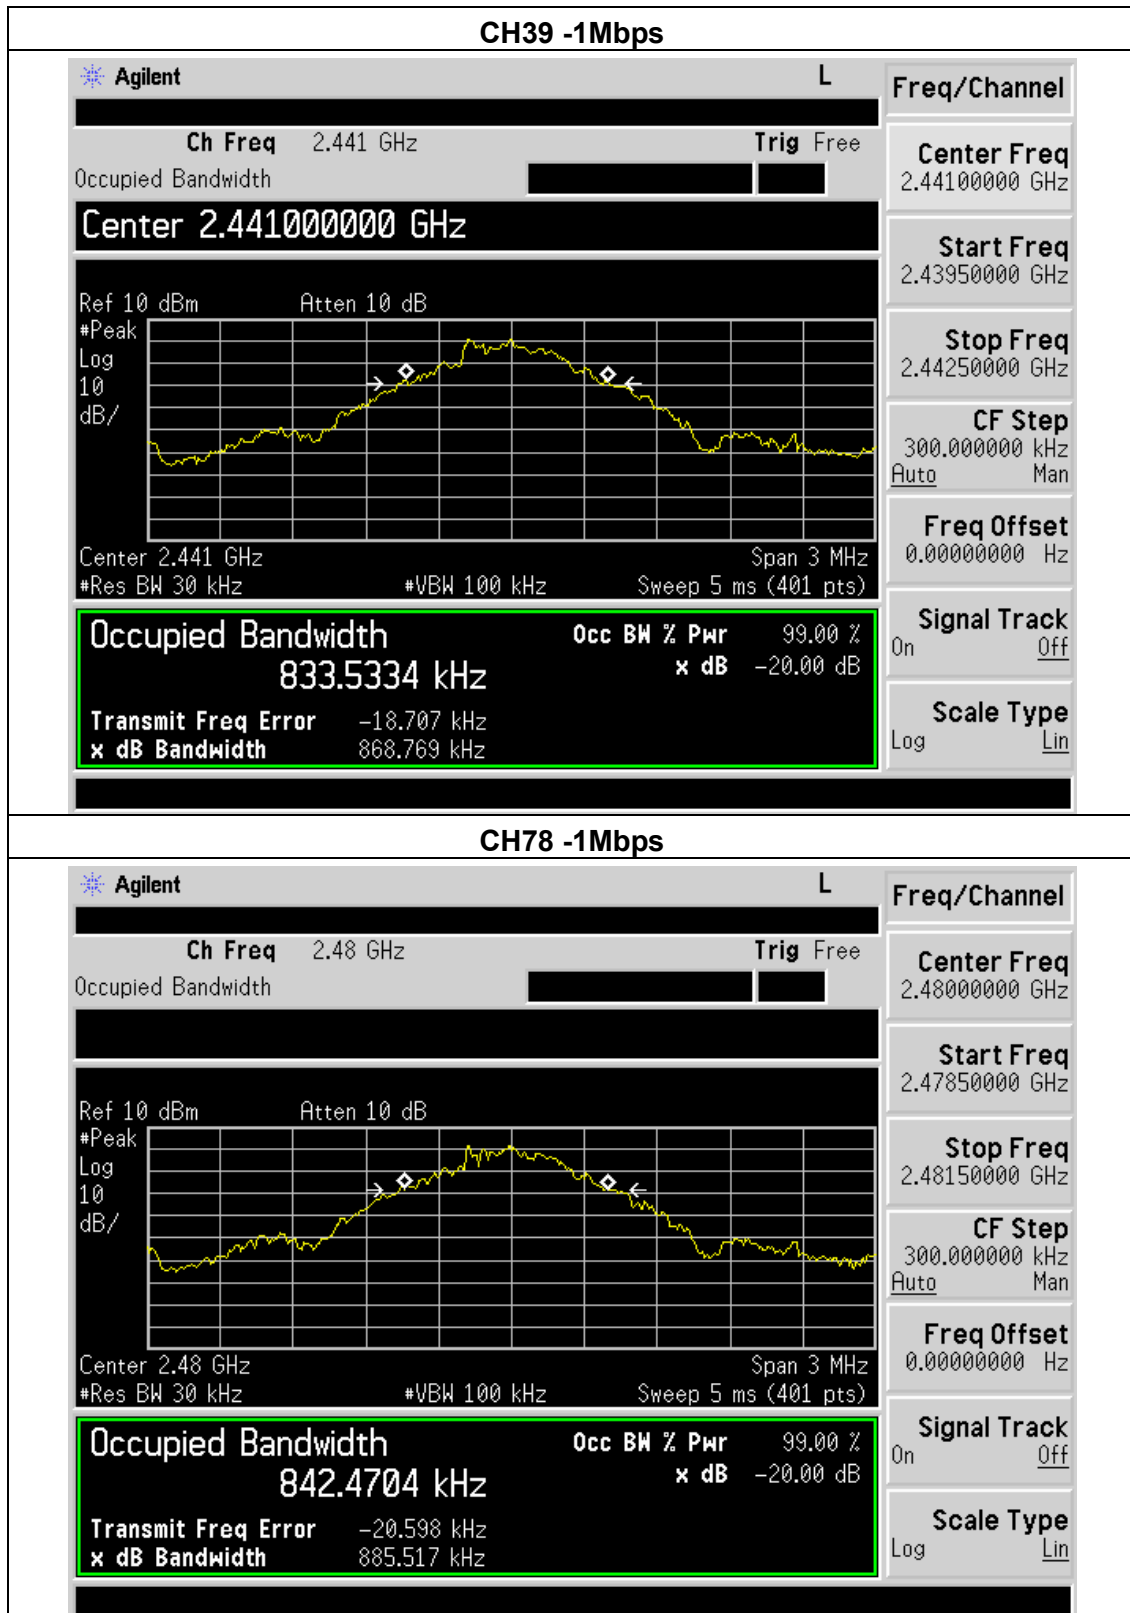 CH39 -1Mbps
Agilent L
Freq/Channel
Ch Freq 2.441 GHz Trig Free
Occupied Bandwidth
Center 2.441000000 GHz
Center Freq
2.44100000 GHz
Start Freq
2.43950000 GHz
Stop Freq
2.44250000 GHz
CF Step
300.000000 kHz
Auto Man
Freq Offset
0.00000000 Hz
Signal Track
On Off
Scale Type
Log Lin
Ref 10 dBm Atten 10 dB
#Peak
Log
10
dB/
Center 2.441 GHz Span 3 MHz
#Res BW 30 kHz #VBW 100 kHz Sweep 5 ms (401 pts)
Occupied Bandwidth Occ BW % Pwr 99.00 %
833.5334 kHz x dB -20.00 dB
Transmit Freq Error -18.707 kHz
x dB Bandwidth 868.769 kHz
CH78 -1Mbps
Agilent L
Freq/Channel
Ch Freq 2.48 GHz Trig Free
Occupied Bandwidth
Center Freq
2.48000000 GHz
Start Freq
2.47850000 GHz
Stop Freq
2.48150000 GHz
CF Step
300.000000 kHz
Auto Man
Freq Offset
0.00000000 Hz
Signal Track
On Off
Scale Type
Log Lin
Ref 10 dBm Atten 10 dB
#Peak
Log
10
dB/
Center 2.48 GHz Span 3 MHz
#Res BW 30 kHz #VBW 100 kHz Sweep 5 ms (401 pts)
Occupied Bandwidth Occ BW % Pwr 99.00 %
842.4704 kHz x dB -20.00 dB
Transmit Freq Error -20.598 kHz
x dB Bandwidth 885.517 kHz